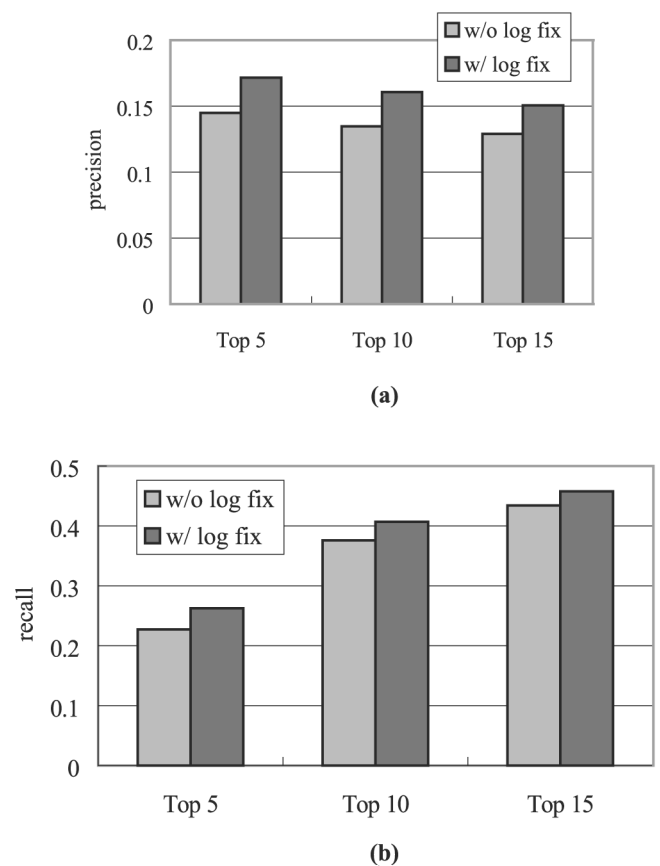 w/o log fix
w/ log fix
0.2
0.15
0.1
0.05
0
precision
Top 5 Top 10 Top 15
(a)
0.5
0.4
0.3
0.2
0.1
0
w/o log fix
w/ log fix
recall
Top 5 Top 10 Top 15
(b)